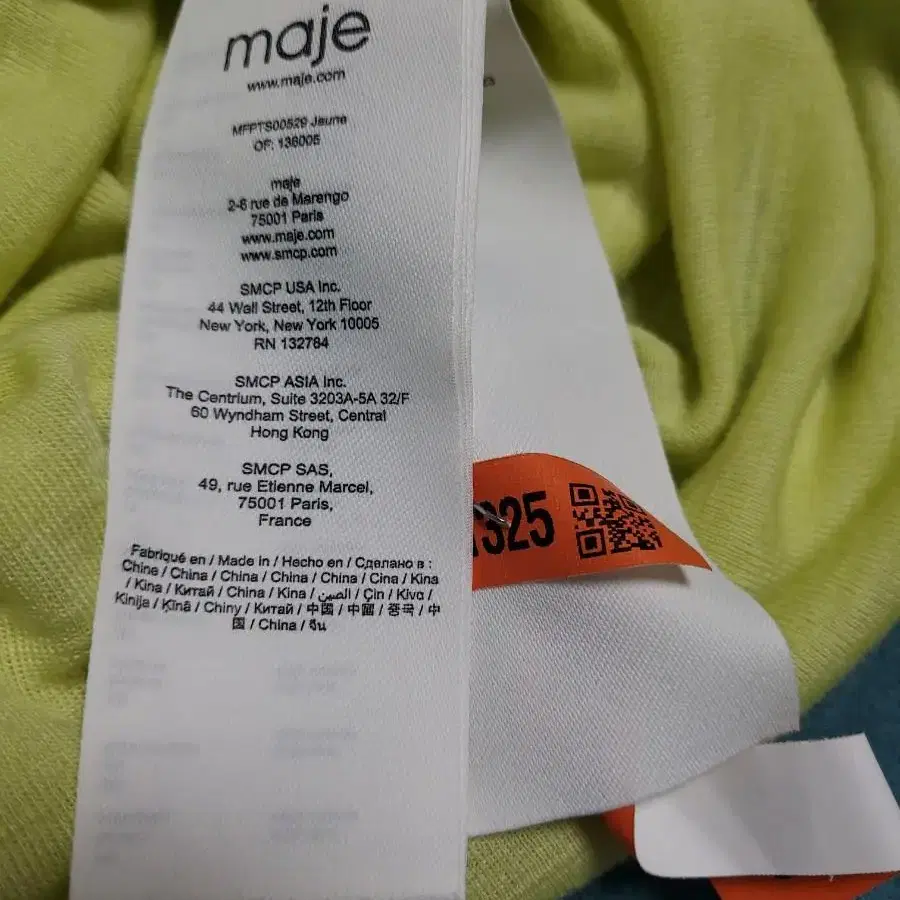 maje
www.maje.com
MFPTS00529 Jaune
OF: 136005
maje
2-6 rue de Marengo
75001 Paris
www.maje.com
www.smcp.com
SMCP USA Inc.
44 Wall Street, 12th Floor
New York, New York 10005
RN 132784
SMCP ASIA Inc.
The Centrium, Suite 3203A-5A 32/F
60 Wyndham Street, Central
Hong Kong
SMCP SAS,
49, rue Etienne Marcel,
75001 Paris,
France
Fabriqué en / Made in / Hecho en / Сделано в :
Chine / China / China / China / China / Cina / Kina
/ Kina / Китай / China / Kina / الصين / Çin / Κίνα /
Kinija / Ķīnā / Chiny / Китай / 中国 / 中國 / 중국 / 中
国 / China / จีน
1325